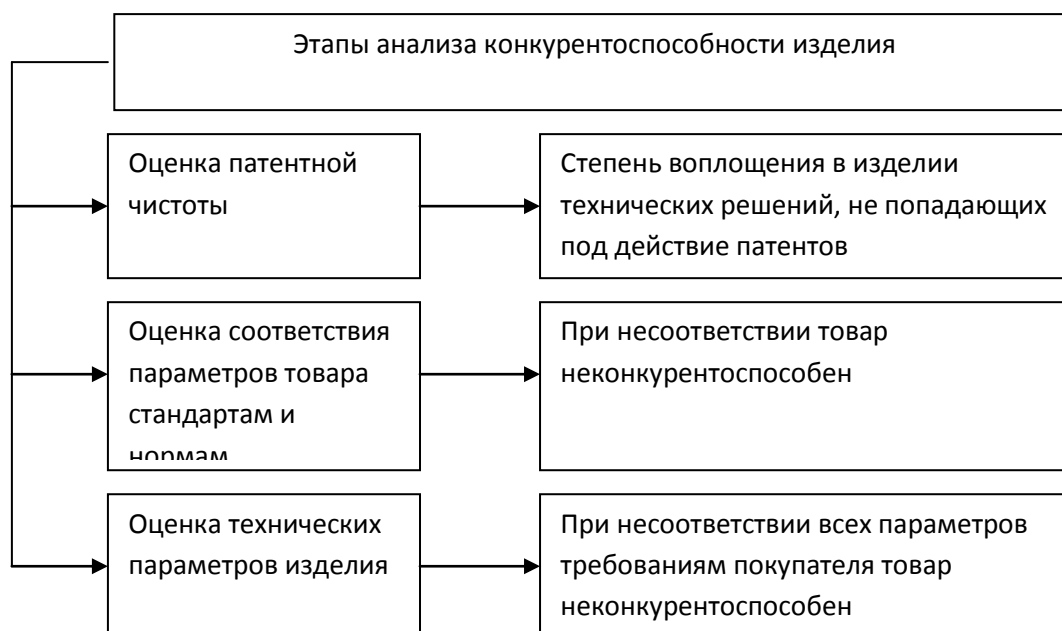 Этапы анализа конкурентоспособности изделия
Оценка патентной
чистоты
Степень воплощения в изделии
технических решений, не попадающих
под действие патентов
Оценка соответствия
параметров товара
стандартам и
нормам
При несоответствии товар
неконкурентоспособен
Оценка технических
параметров изделия
При несоответствии всех параметров
требованиям покупателя товар
неконкурентоспособен